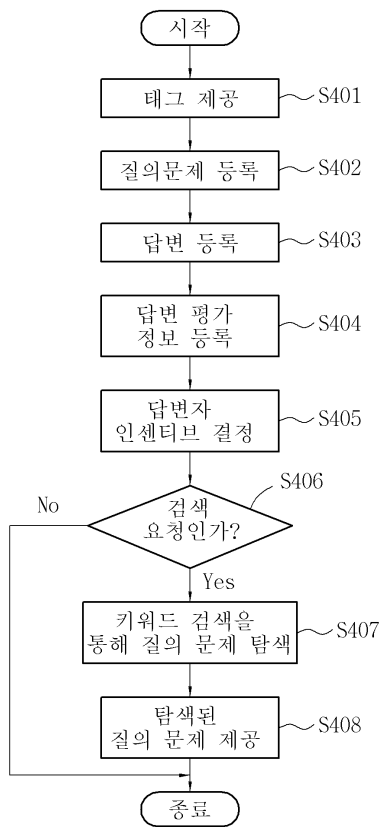 시작
태그 제공
S401
질의문제 등록
S402
답변 등록
S403
답변 평가
정보 등록
S404
답변자
인센티브 결정
S405
S406
검색
요청인가?
No
Yes
키워드 검색을
통해 질의 문제 탐색
S407
탐색된
질의 문제 제공
S408
종료